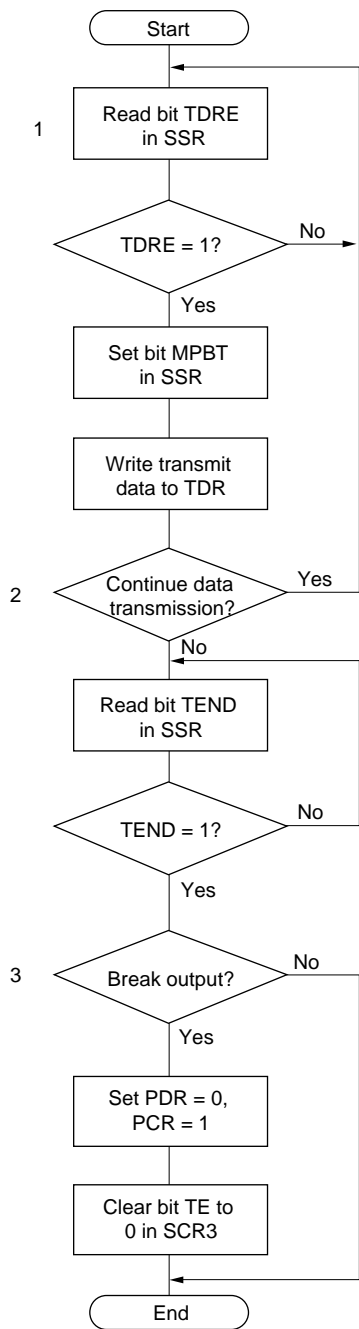 Start
1
Read bit TDRE
in SSR
TDRE = 1?
No
Yes
Set bit MPBT
in SSR
Write transmit
data to TDR
2
Continue data
transmission?
Yes
No
Read bit TEND
in SSR
TEND = 1?
No
Yes
3
Break output?
No
Yes
Set PDR = 0,
PCR = 1
Clear bit TE to
0 in SCR3
End